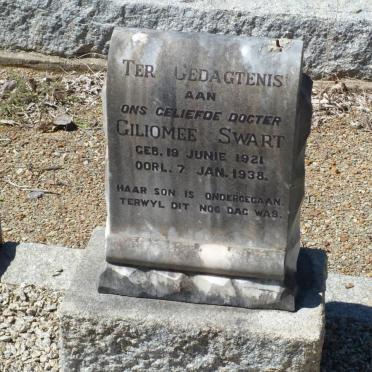 TER GEDAGTENIS
AAN
ONS GELIEFDE DOGTER
GILIOMEE SWART
GEB. 19 JUNIE 1921
OORL. 7 JAN. 1938.
HAAR SON IS ONDERGEGAAN.
TERWYL DIT NOG DAG WAS.